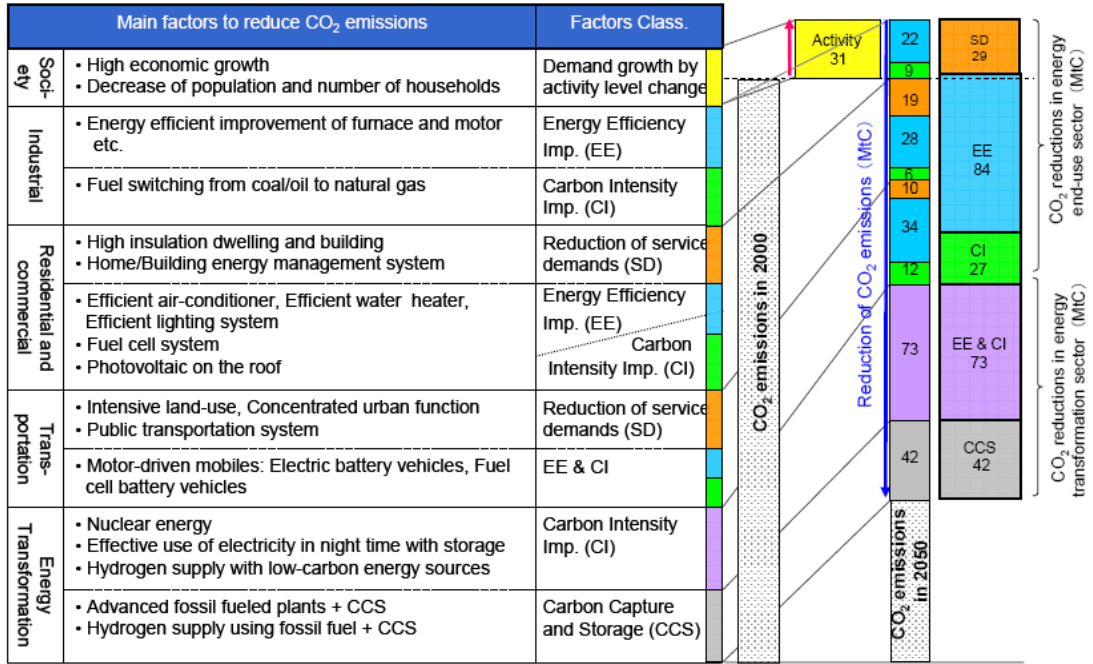 Main factors to reduce CO₂ emissions
Factors Class.
Soci-
ety
• High economic growth
• Decrease of population and number of households
Demand growth by
activity level change
Industrial
• Energy efficient improvement of furnace and motor
etc.
Energy Efficiency
Imp. (EE)
• Fuel switching from coal/oil to natural gas
Carbon Intensity
Imp. (CI)
Residential and
commercial
• High insulation dwelling and building
• Home/Building energy management system
Reduction of service
demands (SD)
• Efficient air-conditioner, Efficient water heater,
Efficient lighting system
• Fuel cell system
• Photovoltaic on the roof
Energy Efficiency
Imp. (EE)
Carbon
Intensity Imp. (CI)
Trans-
portation
• Intensive land-use, Concentrated urban function
• Public transportation system
Reduction of service
demands (SD)
• Motor-driven mobiles: Electric battery vehicles, Fuel
cell battery vehicles
EE & CI
Energy
Transformation
• Nuclear energy
• Effective use of electricity in night time with storage
• Hydrogen supply with low-carbon energy sources
Carbon Intensity
Imp. (CI)
• Advanced fossil fueled plants + CCS
• Hydrogen supply using fossil fuel + CCS
Carbon Capture
and Storage (CCS)
CO₂ emissions in 2000
Activity
31
Reduction of CO₂ emissions (MtC)
22
9
19
28
6
10
34
12
73
42
CO₂ emissions
in 2050
SD
29
EE
84
CI
27
EE & CI
73
CCS
42
CO₂ reductions in energy
end-use sector (MtC)
CO₂ reductions in energy
transformation sector (MtC)